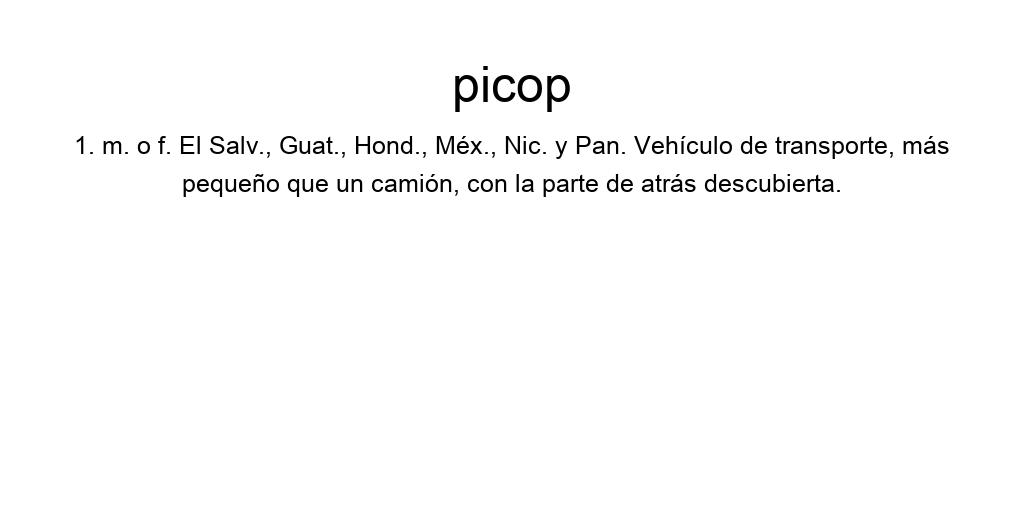 picop
1. m. o f. El Salv., Guat., Hond., Méx., Nic. y Pan. Vehículo de transporte, más
pequeño que un camión, con la parte de atrás descubierta.